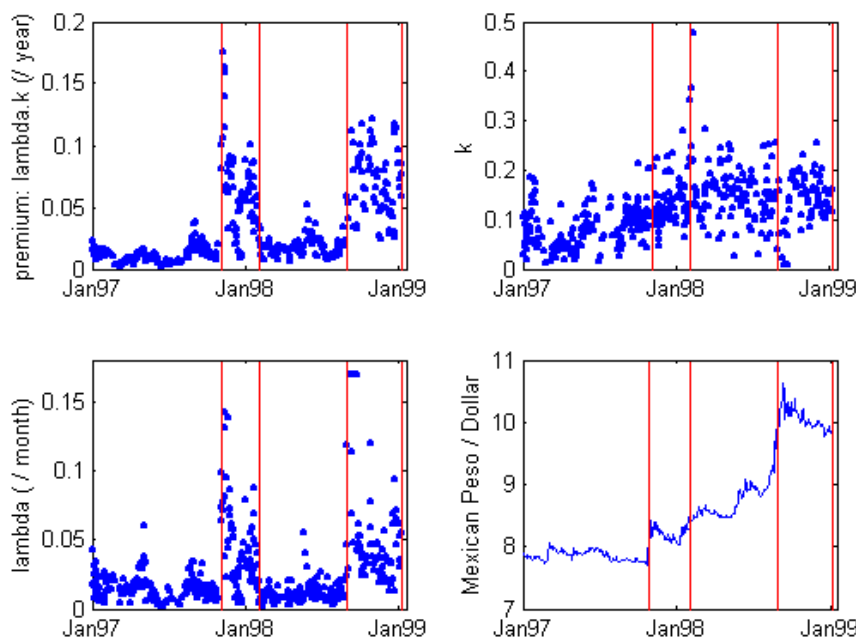 0.2
0.15
0.1
0.05
0
premium: lambda.k (/ year)
Jan97
Jan98
Jan99
0.5
0.4
0.3
0.2
0.1
0
k
Jan97
Jan98
Jan99
0.15
0.1
0.05
0
lambda ( / month)
Jan97
Jan98
Jan99
11
10
9
8
7
Mexican Peso / Dollar
Jan97
Jan98
Jan99